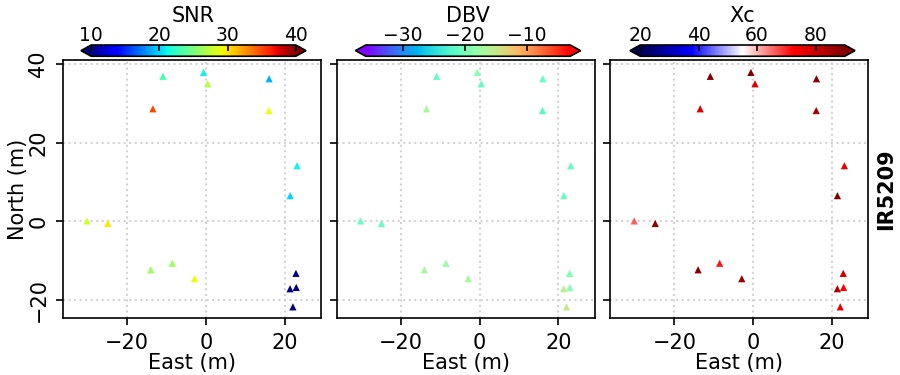 SNR DBV Xc
10 20 30 40 −30 −20 −10 20 40 60 80
40
20
0
−20
North (m)
IR5209
−20 0 20 −20 0 20 −20 0 20
East (m) East (m) East (m)